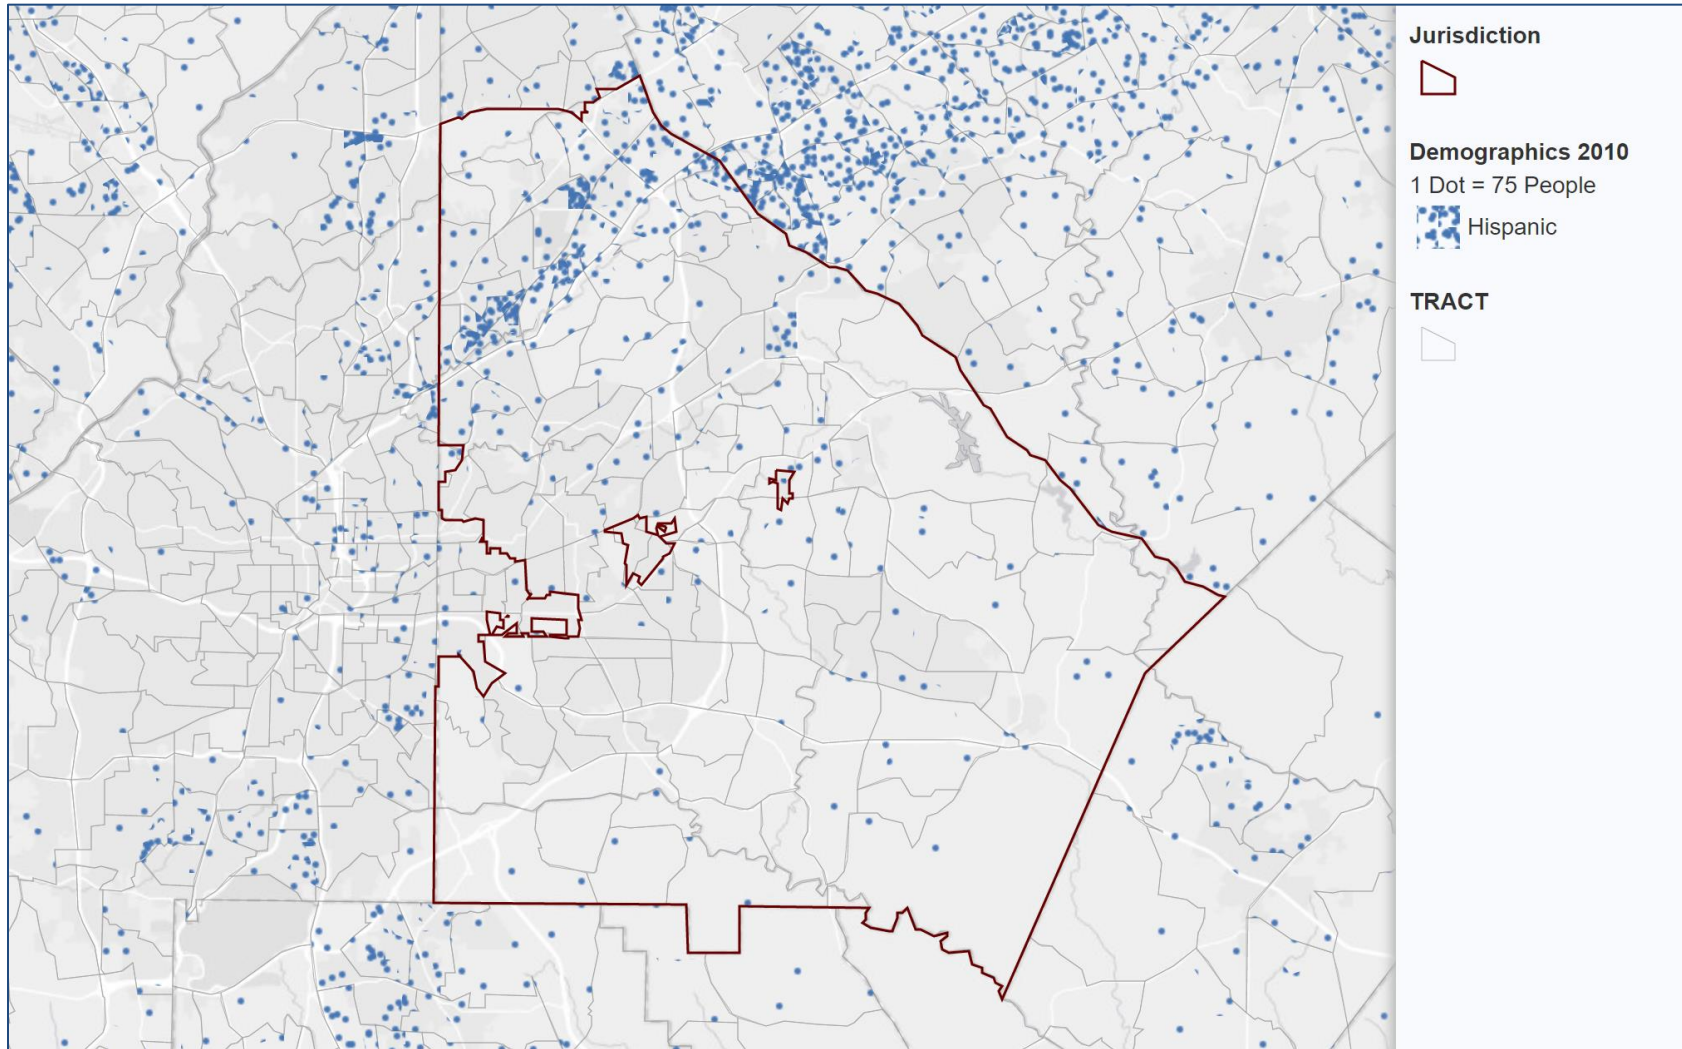 Jurisdiction
Demographics 2010
1 Dot = 75 People
Hispanic
TRACT